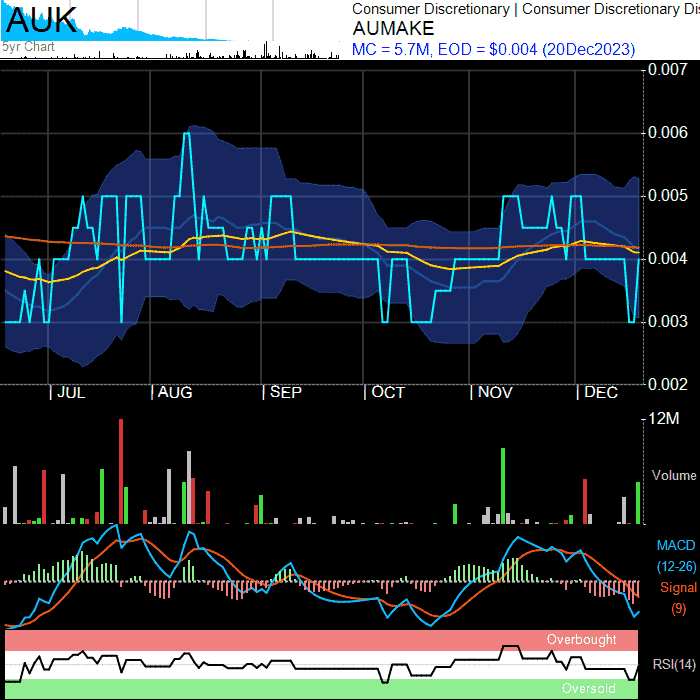 AUK
5yr Chart
Consumer Discretionary | Consumer Discretionary Dis
AUMAKE
MC = 5.7M, EOD = $0.004 (20Dec2023)
0.007
0.006
0.005
0.004
0.003
0.002
| JUL | AUG | SEP | OCT | NOV | DEC
12M
Volume
MACD
(12-26)
Signal
(9)
Overbought
RSI(14)
Oversold